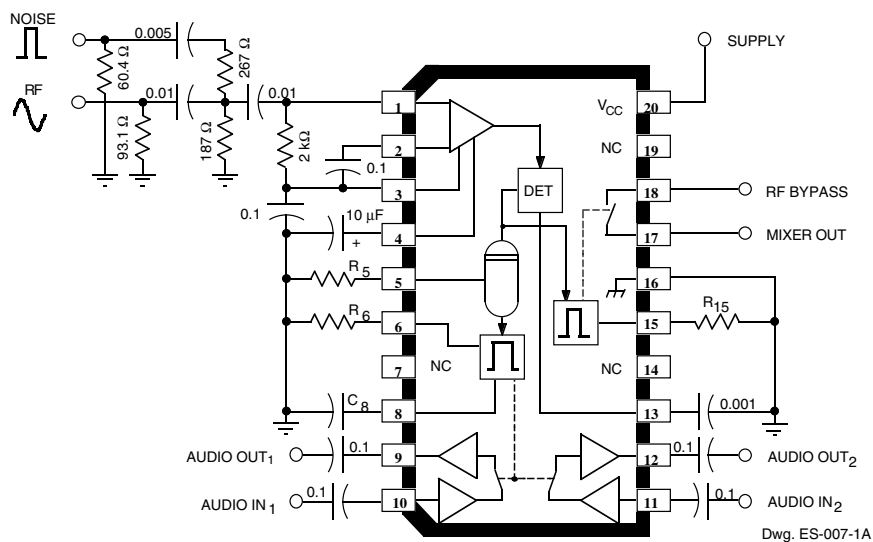 NOISE
0.005
60.4 Ω
267 Ω
RF
0.01
0.01
93.1 Ω
187 Ω
2 kΩ
0.1
0.1
10 µF
+
R5
R6
C8
AUDIO OUT1
0.1
AUDIO IN1
0.1
1
2
3
4
5
6
7
8
9
10
NC
DET
SUPPLY
VCC
20
NC
19
18
RF BYPASS
17
MIXER OUT
16
R15
15
NC
14
13
0.001
12
0.1
AUDIO OUT2
11
0.1
AUDIO IN2
Dwg. ES-007-1A